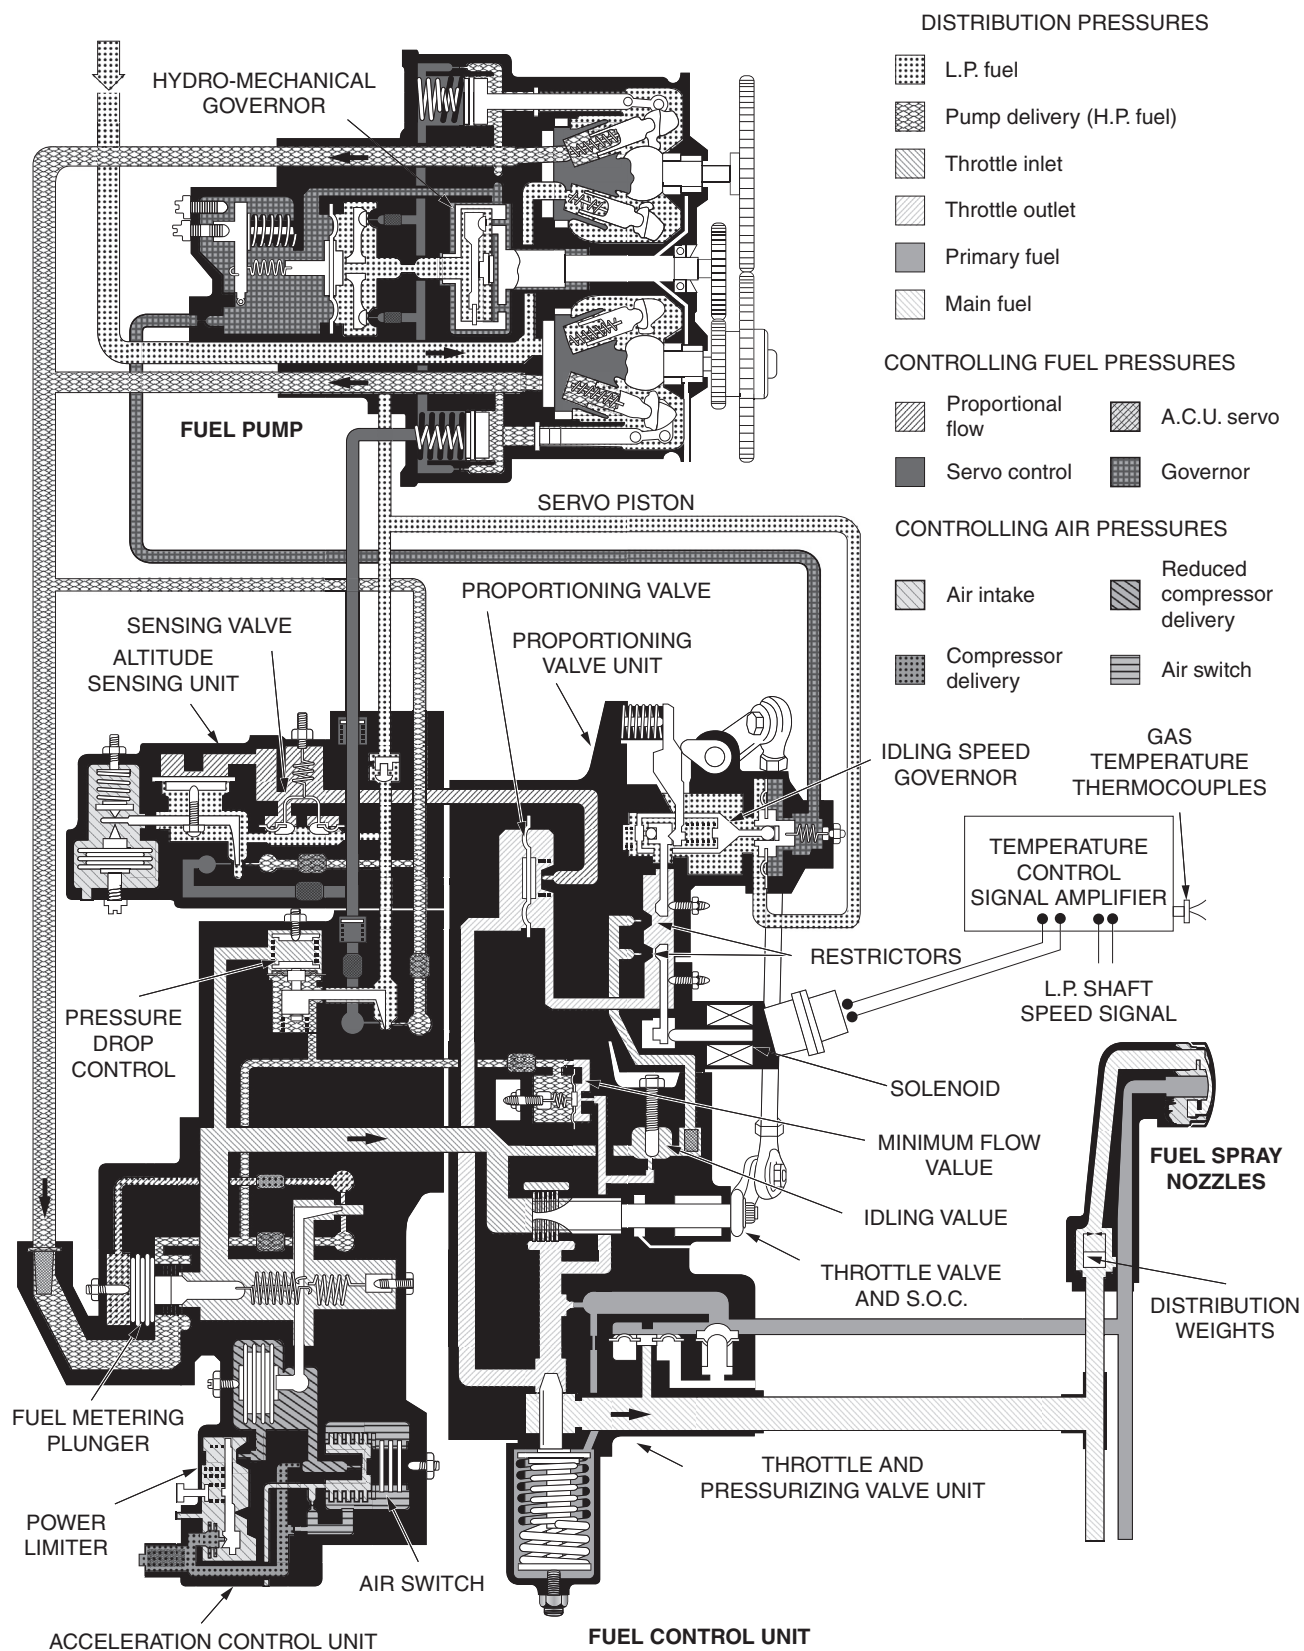 DISTRIBUTION PRESSURES
L.P. fuel
Pump delivery (H.P. fuel)
Throttle inlet
Throttle outlet
Primary fuel
Main fuel
CONTROLLING FUEL PRESSURES
Proportional
flow
A.C.U. servo
Servo control
Governor
CONTROLLING AIR PRESSURES
Air intake
Reduced
compressor
delivery
Compressor
delivery
Air switch
HYDRO-MECHANICAL
GOVERNOR
FUEL PUMP
SERVO PISTON
PROPORTIONING VALVE
SENSING VALVE
ALTITUDE
SENSING UNIT
PROPORTIONING
VALVE UNIT
IDLING SPEED
GOVERNOR
GAS
TEMPERATURE
THERMOCOUPLES
TEMPERATURE
CONTROL
SIGNAL AMPLIFIER
RESTRICTORS
L.P. SHAFT
SPEED SIGNAL
PRESSURE
DROP
CONTROL
SOLENOID
MINIMUM FLOW
VALUE
FUEL SPRAY
NOZZLES
IDLING VALUE
THROTTLE VALVE
AND S.O.C.
DISTRIBUTION
WEIGHTS
FUEL METERING
PLUNGER
THROTTLE AND
PRESSURIZING VALVE UNIT
POWER
LIMITER
AIR SWITCH
ACCELERATION CONTROL UNIT
FUEL CONTROL UNIT